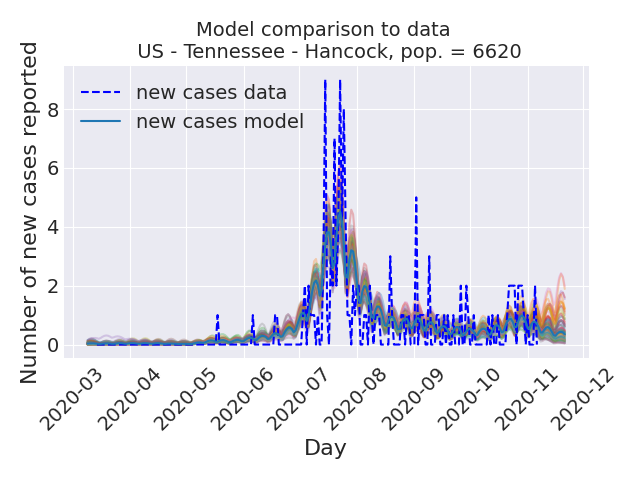 Model comparison to data
US - Tennessee - Hancock, pop. = 6620
Number of new cases reported
8
6
4
2
0
new cases data
new cases model
2020-03
2020-04
2020-05
2020-06
2020-07
2020-08
2020-09
2020-10
2020-11
2020-12
Day